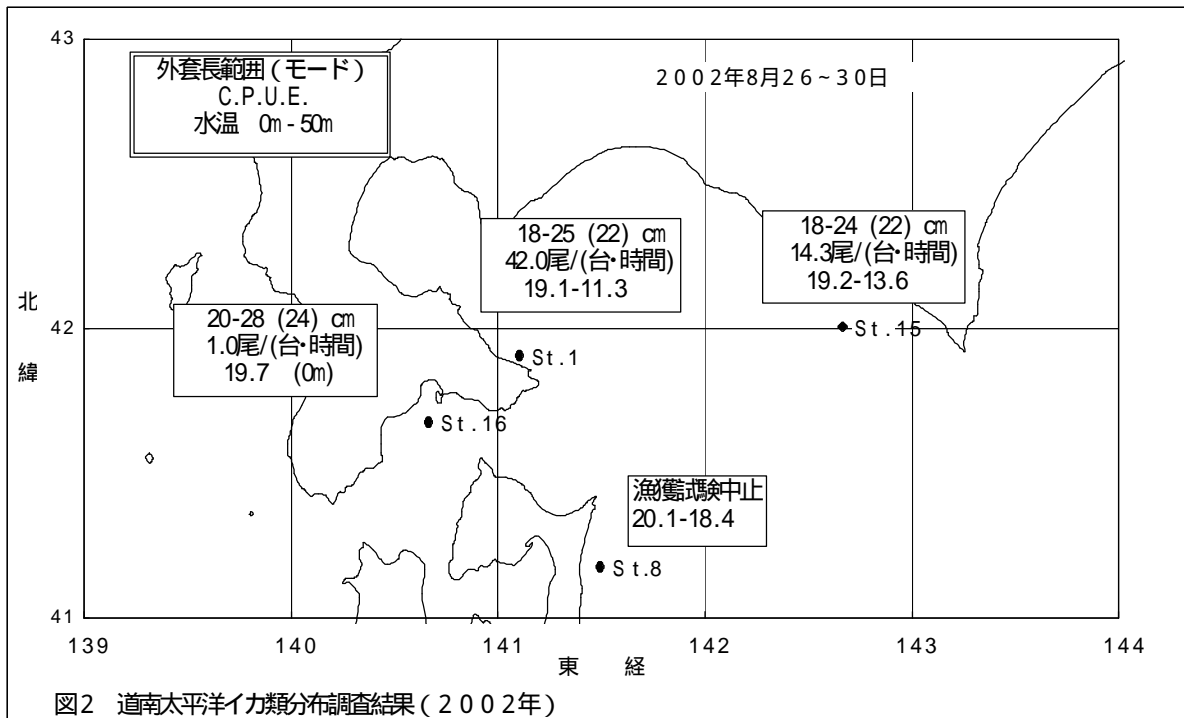 43
外套長範囲(モード)
C.P.U.E.
水温 0m-50m
2002年8月26~30日
18-25 (22) cm
42.0尾/(台・時間)
19.1-11.3
18-24 (22) cm
14.3尾/(台・時間)
19.2-13.6
北
緯
42
20-28 (24) cm
1.0尾/(台・時間)
19.7 (0m)
St.15
St.1
St.16
漁獲試験中止
20.1-18.4
St.8
41
139 140 141 142 143 144
東 経
図2 道南太平洋イカ類分布調査結果(2002年)